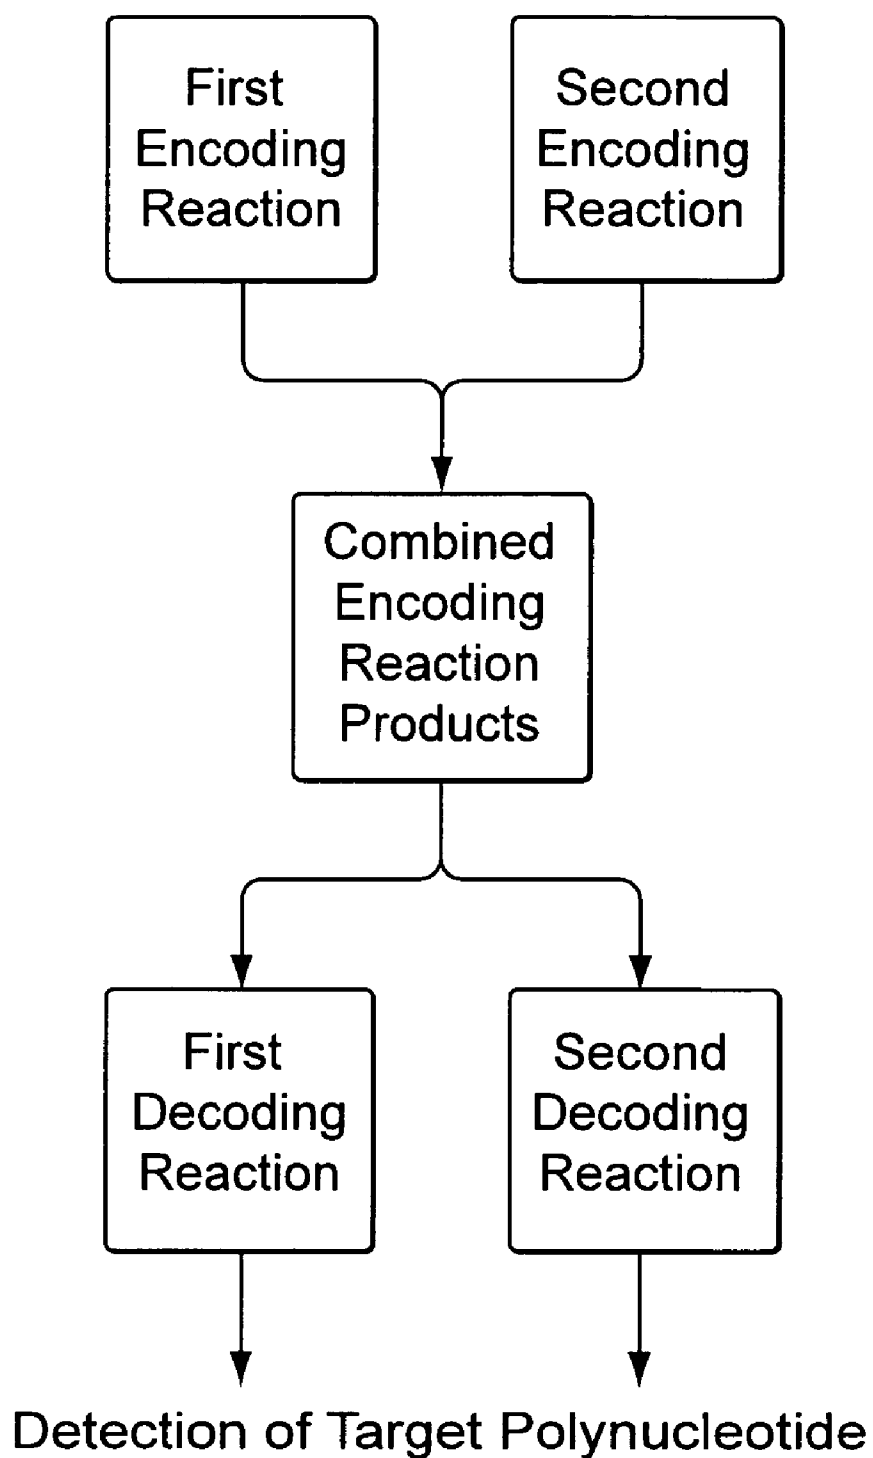 First
Encoding
Reaction
Second
Encoding
Reaction
Combined
Encoding
Reaction
Products
First
Decoding
Reaction
Second
Decoding
Reaction
Detection of Target Polynucleotide